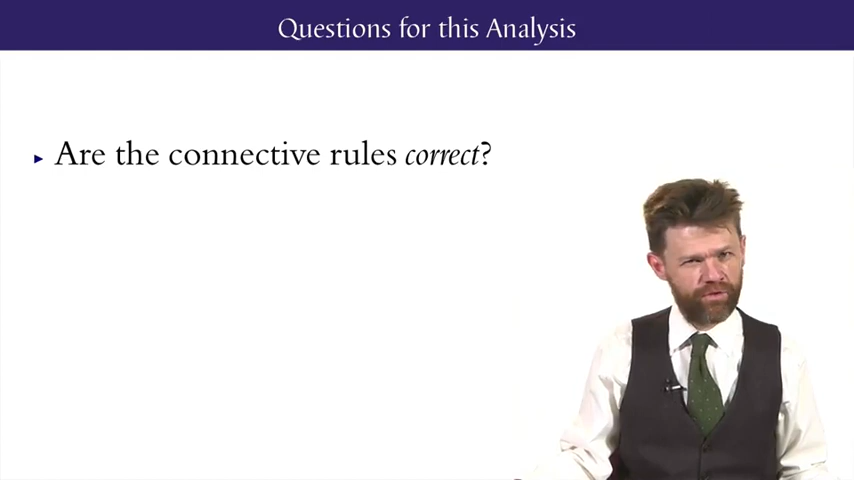 Questions for this Analysis
▸ Are the connective rules correct?